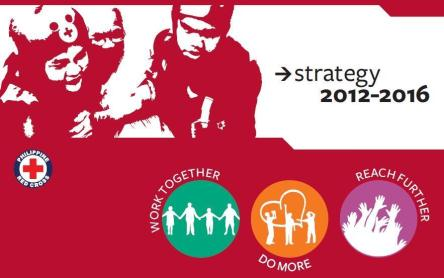 →strategy
2012-2016
PHILIPPINE
RED CROSS
WORK TOGETHER
DO MORE
REACH FURTHER